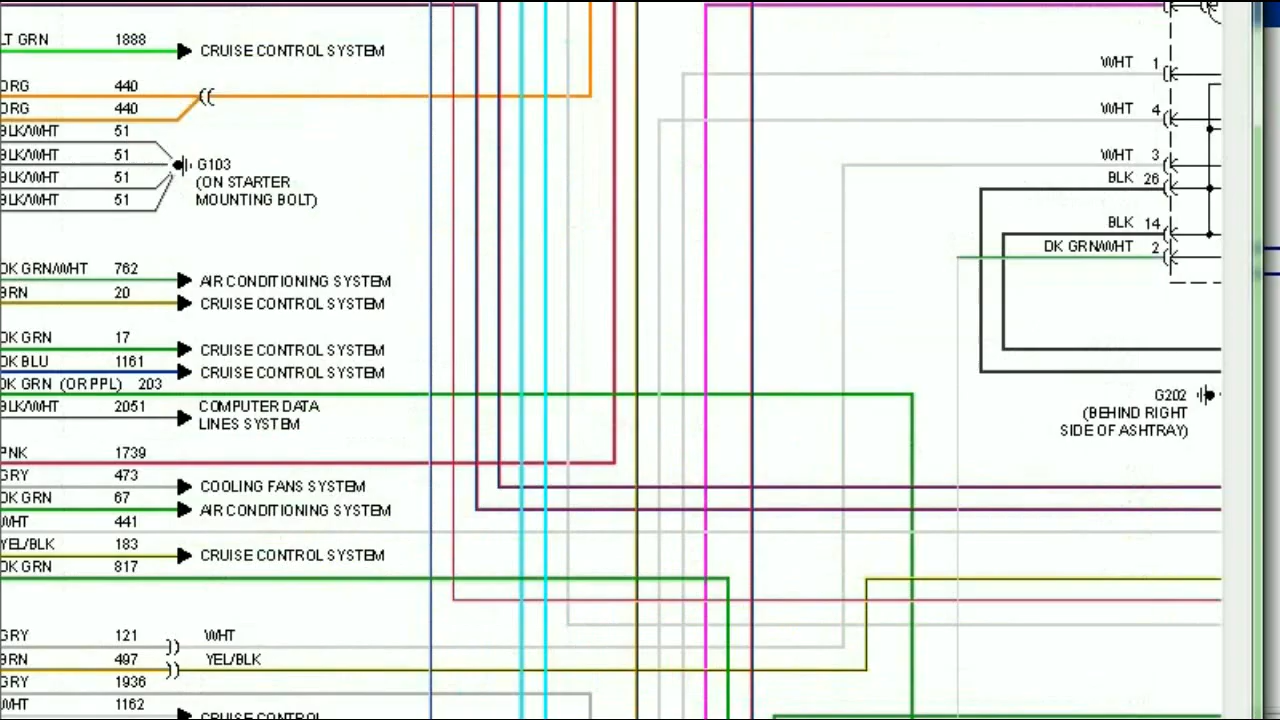 LT GRN 1888 CRUISE CONTROL SYSTEM
ORG 440
ORG 440
BLK/WHT 51
BLK/WHT 51
BLK/WHT 51
BLK/WHT 51
G103
(ON STARTER
MOUNTING BOLT)
DK GRN/WHT 762 AIR CONDITIONING SYSTEM
BRN 20 CRUISE CONTROL SYSTEM
DK GRN 17 CRUISE CONTROL SYSTEM
DK BLU 1161 CRUISE CONTROL SYSTEM
DK GRN (OR PPL) 203
BLK/WHT 2051 COMPUTER DATA
LINES SYSTEM
PNK 1739
GRY 473 COOLING FANS SYSTEM
DK GRN 67 AIR CONDITIONING SYSTEM
WHT 441
YEL/BLK 183 CRUISE CONTROL SYSTEM
DK GRN 817
GRY 121 WHT
BRN 497 YEL/BLK
GRY 1936
WHT 1162 CRUISE CONTROL
WHT 1
WHT 4
WHT 3
BLK 26
BLK 14
DK GRN/WHT 2
G202
(BEHIND RIGHT
SIDE OF ASHTRAY)